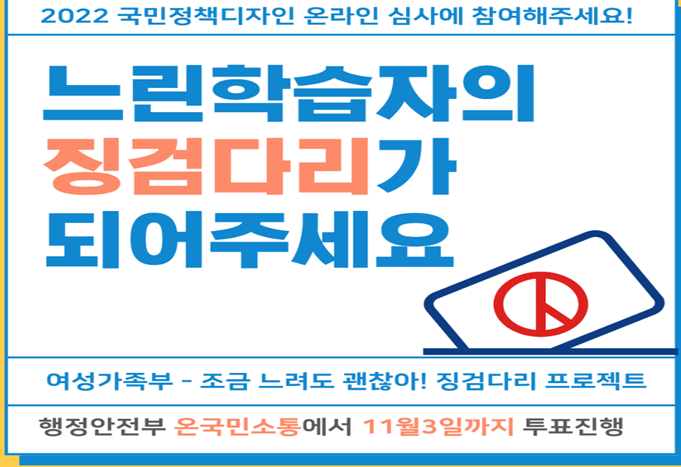 2022 국민정책디자인 온라인 심사에 참여해주세요!
느린학습자의
징검다리가
되어주세요
여성가족부 - 조금 느려도 괜찮아! 징검다리 프로젝트
행정안전부 온국민소통에서 11월3일까지 투표진행